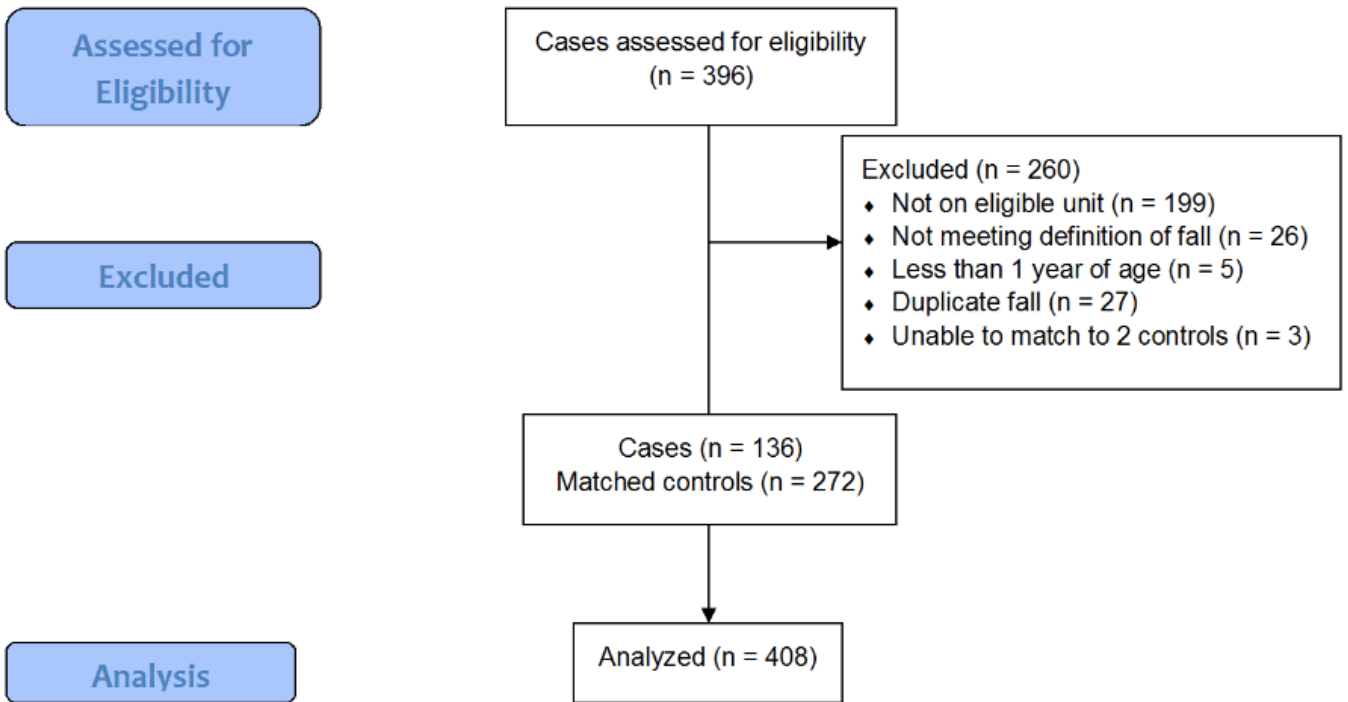 Assessed for
Eligibility
Cases assessed for eligibility
(n = 396)
Excluded (n = 260)
♦ Not on eligible unit (n = 199)
♦ Not meeting definition of fall (n = 26)
♦ Less than 1 year of age (n = 5)
♦ Duplicate fall (n = 27)
♦ Unable to match to 2 controls (n = 3)
Excluded
Cases (n = 136)
Matched controls (n = 272)
Analysis
Analyzed (n = 408)